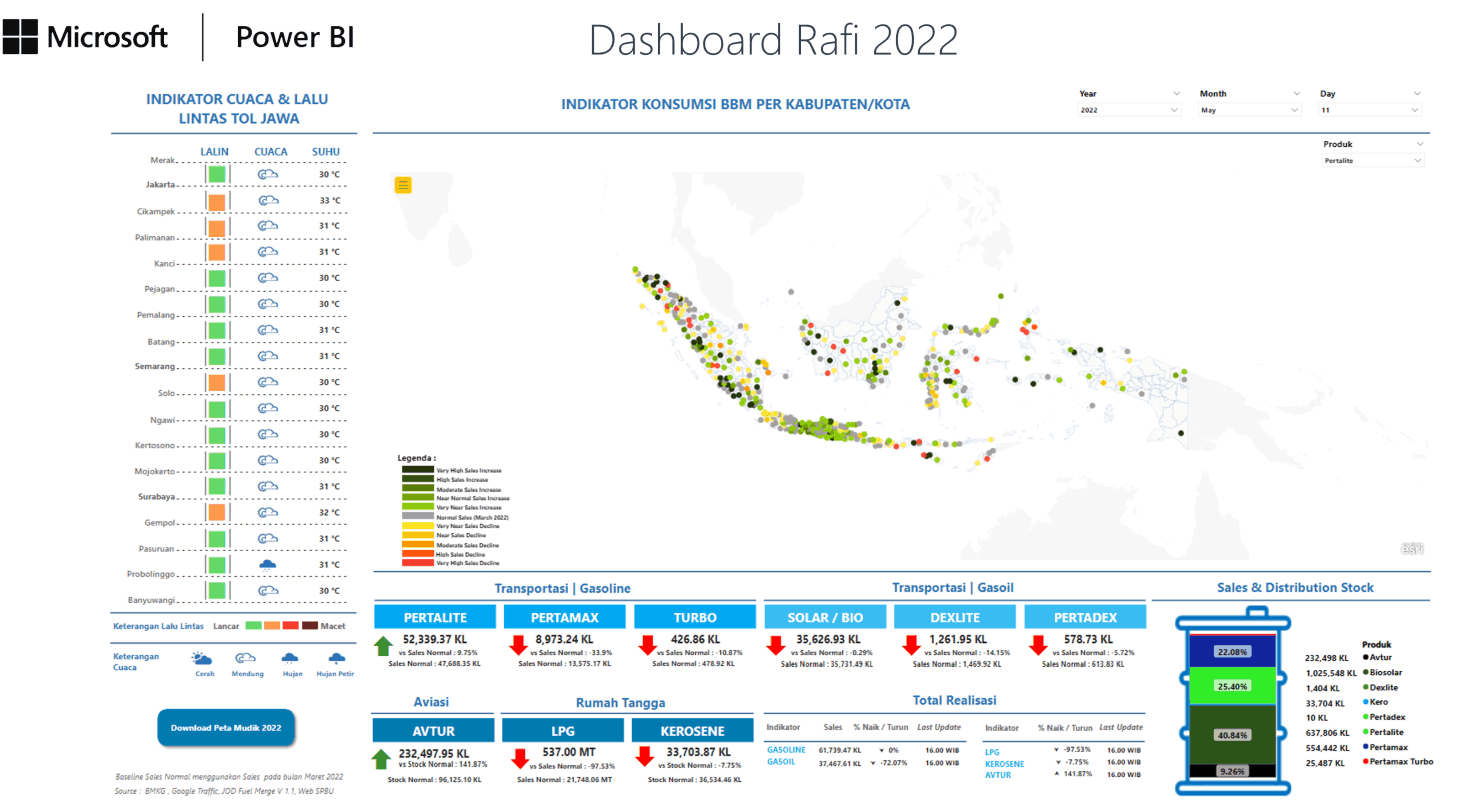 Microsoft | Power BI
Dashboard Rafi 2022
INDIKATOR CUACA & LALU
LINTAS TOL JAWA
LALIN CUACA SUHU
Merak
30 °C
Jakarta
33 °C
Cikampek
31 °C
Palimanan
31 °C
Kanci
30 °C
Pejagan
30 °C
Pemalang
31 °C
Batang
31 °C
Semarang
30 °C
Solo
30 °C
Ngawi
30 °C
Kertosono
30 °C
Mojokerto
31 °C
Surabaya
32 °C
Gempol
31 °C
Pasuruan
31 °C
Probolinggo
30 °C
Banyuwangi
Keterangan Lalu Lintas Lancar Macet
Keterangan
Cuaca
Cerah Mendung Hujan Hujan Petir
Download Peta Mudik 2022
Baseline Sales Normal menggunakan Sales pada bulan Maret 2022
Source : BMKG , Google Traffic, JOD Fuel Merge V 1.1, Web SPBU
INDIKATOR KONSUMSI BBM PER KABUPATEN/KOTA
Year Month Day
2022 May 11
Produk
Pertalite
Legenda :
Very High Sales Increase
High Sales Increase
Moderate Sales Increase
Near Normal Sales Increase
Very Near Sales Increase
Normal Sales (March 2022)
Very Near Sales Decline
Near Sales Decline
Moderate Sales Decline
High Sales Decline
Very High Sales Decline
esri
Transportasi | Gasoline
PERTALITE PERTAMAX TURBO
52,339.37 KL 8,973.24 KL 426.86 KL
vs Sales Normal : 9.75% vs Sales Normal : -33.9% vs Sales Normal : -10.87%
Sales Normal : 47,688.35 KL Sales Normal : 13,575.17 KL Sales Normal : 478.92 KL
Transportasi | Gasoil
SOLAR / BIO DEXLITE PERTADEX
35,626.93 KL 1,261.95 KL 578.73 KL
vs Sales Normal : -0.29% vs Sales Normal : -14.15% vs Sales Normal : -5.72%
Sales Normal : 35,731.49 KL Sales Normal : 1,469.92 KL Sales Normal : 613.83 KL
Aviasi
AVTUR
232,497.95 KL
vs Stock Normal : 141.87%
Stock Normal : 96,125.10 KL
Rumah Tangga
LPG KEROSENE
537.00 MT 33,703.87 KL
vs Sales Normal : -97.53% vs Stock Normal : -7.75%
Sales Normal : 21,748.06 MT Stock Normal : 36,534.46 KL
Total Realisasi
Indikator Sales % Naik / Turun Last Update
GASOLINE 61,739.47 KL 0% 16.00 WIB
GASOIL 37,467.61 KL -72.07% 16.00 WIB
Indikator % Naik / Turun Last Update
LPG -97.53% 16.00 WIB
KEROSENE -7.75% 16.00 WIB
AVTUR 141.87% 16.00 WIB
Sales & Distribution Stock
22.08%
25.40%
40.84%
9.26%
Produk
232,498 KL Avtur
1,025,548 KL Biosolar
1,404 KL Dexlite
33,704 KL Kero
10 KL Pertadex
637,806 KL Pertalite
554,442 KL Pertamax
25,487 KL Pertamax Turbo